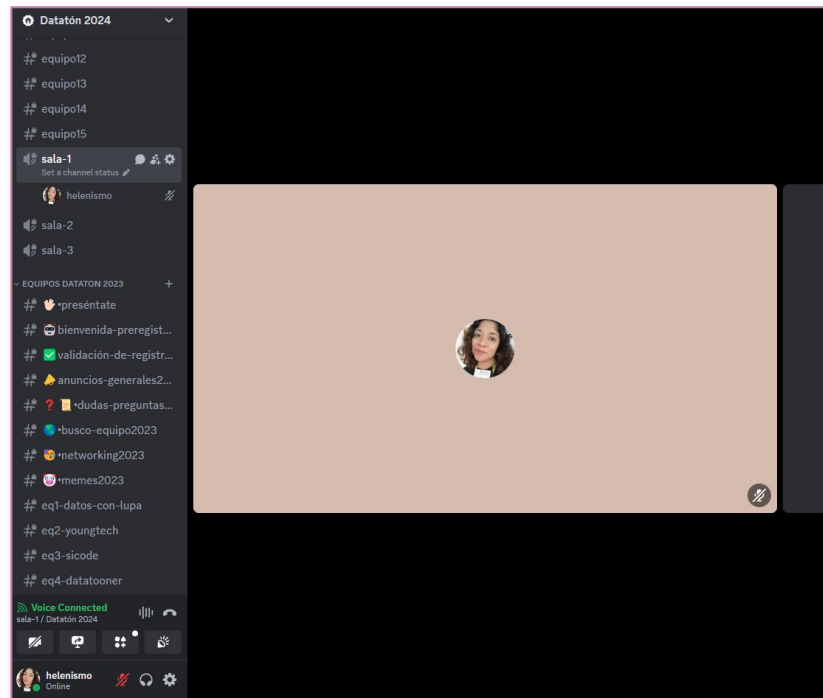 Datatón 2024
equipo12
equipo13
equipo14
equipo15
sala-1
Set a channel status
helenismo
sala-2
sala-3
EQUIPOS DATATON 2023
•preséntate
bienvenida-preregist...
validación-de-registr...
anuncios-generales2...
•dudas-preguntas...
•busco-equipo2023
•networking2023
•memes2023
eq1-datos-con-lupa
eq2-youngtech
eq3-sicode
eq4-datatooner
Voice Connected
sala-1 / Datatón 2024
helenismo
Online